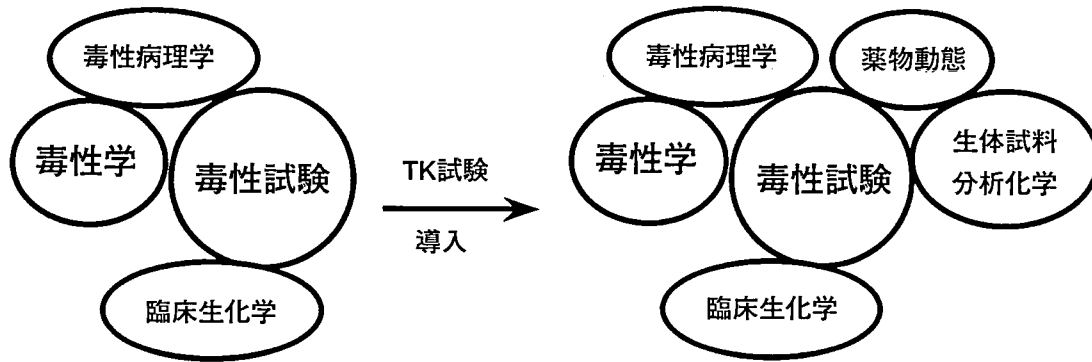 毒性病理学
毒性学
毒性試験
臨床生化学
TK試験
導入
毒性病理学
薬物動態
毒性学
毒性試験
生体試料
分析化学
臨床生化学